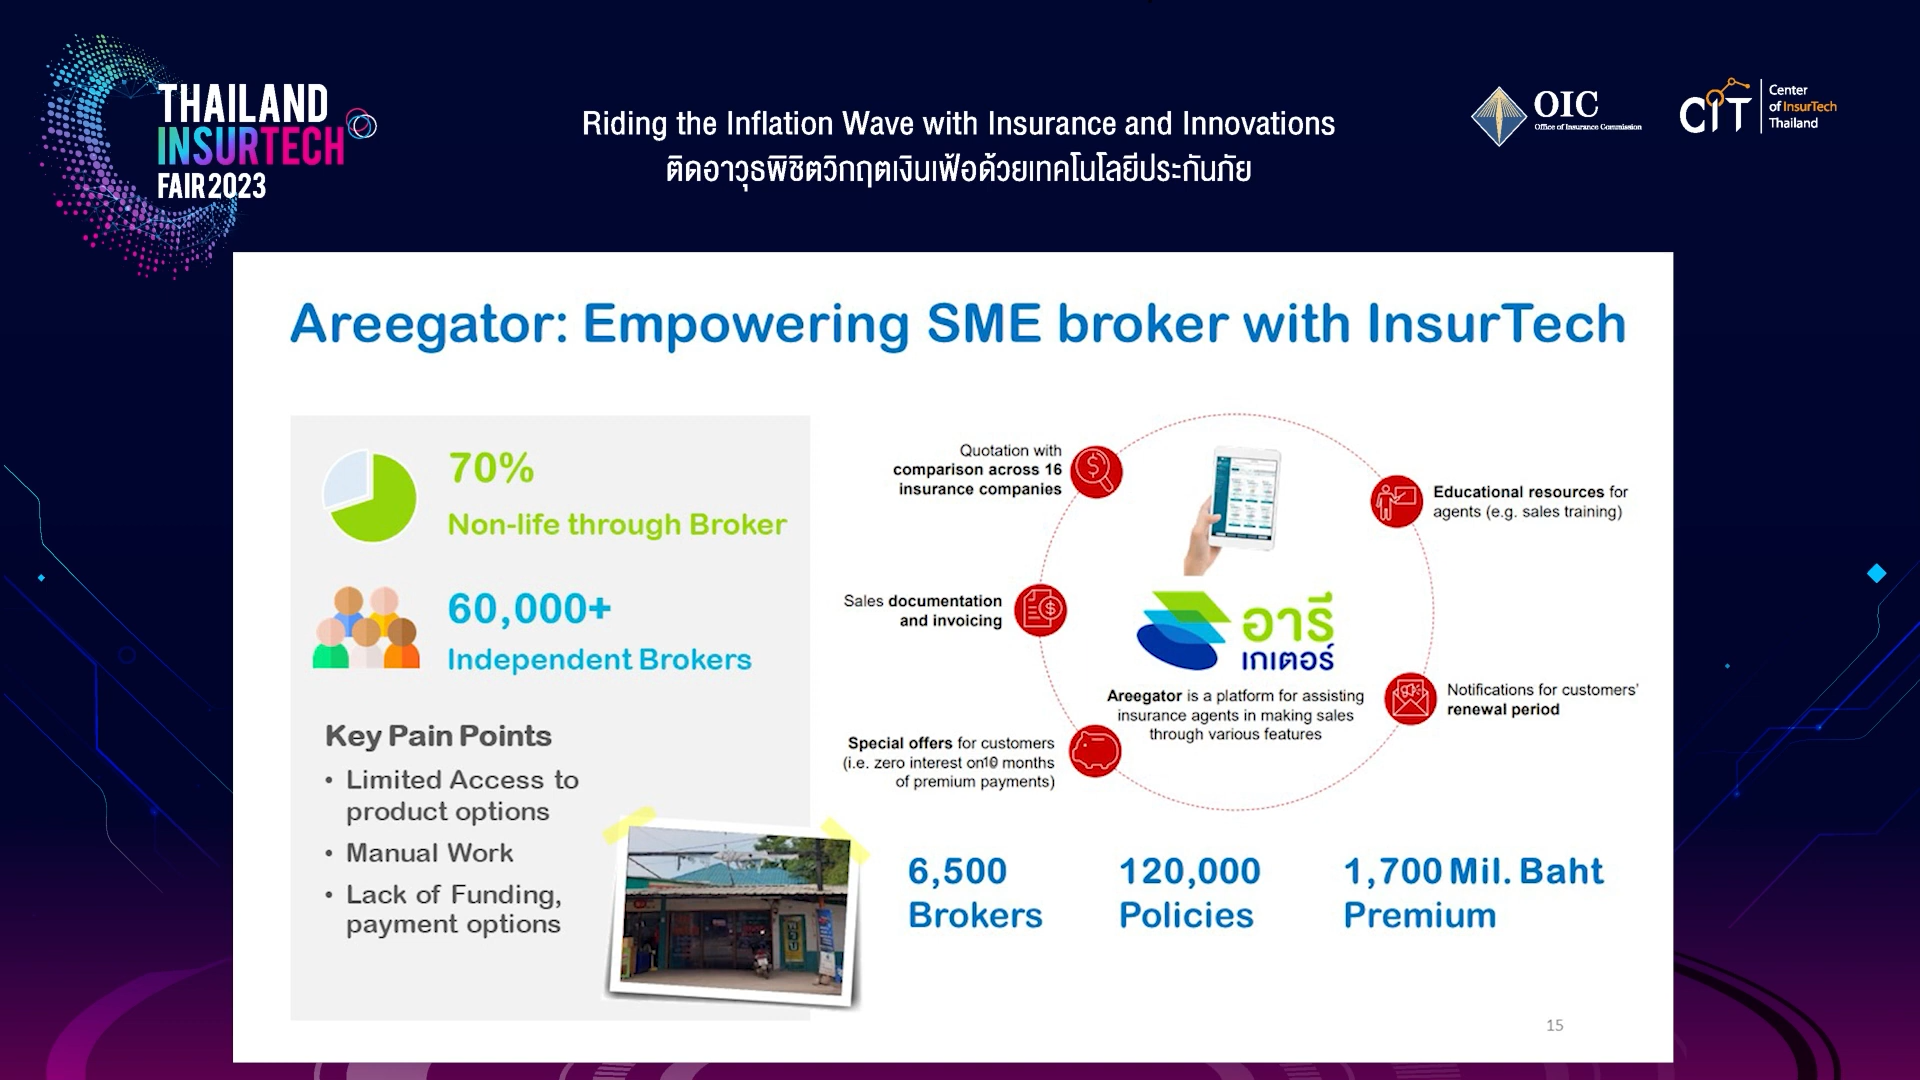 THAILAND
INSURTECH
FAIR 2023
Riding the Inflation Wave with Insurance and Innovations
ติดอาวุธพิชิตวิกฤตเงินเฟ้อด้วยเทคโนโลยีประกันภัย
OIC
Office of Insurance Commission
CIT
Center
of InsurTech
Thailand
Areegator: Empowering SME broker with InsurTech
70%
Non-life through Broker
60,000+
Independent Brokers
Key Pain Points
• Limited Access to
product options
• Manual Work
• Lack of Funding,
payment options
Quotation with
comparison across 16
insurance companies
Sales documentation
and invoicing
Special offers for customers
(i.e. zero interest on10 months
of premium payments)
Educational resources for
agents (e.g. sales training)
Notifications for customers’
renewal period
อารี
เกเตอร์
Areegator is a platform for assisting
insurance agents in making sales
through various features
6,500
Brokers
120,000
Policies
1,700 Mil. Baht
Premium
15